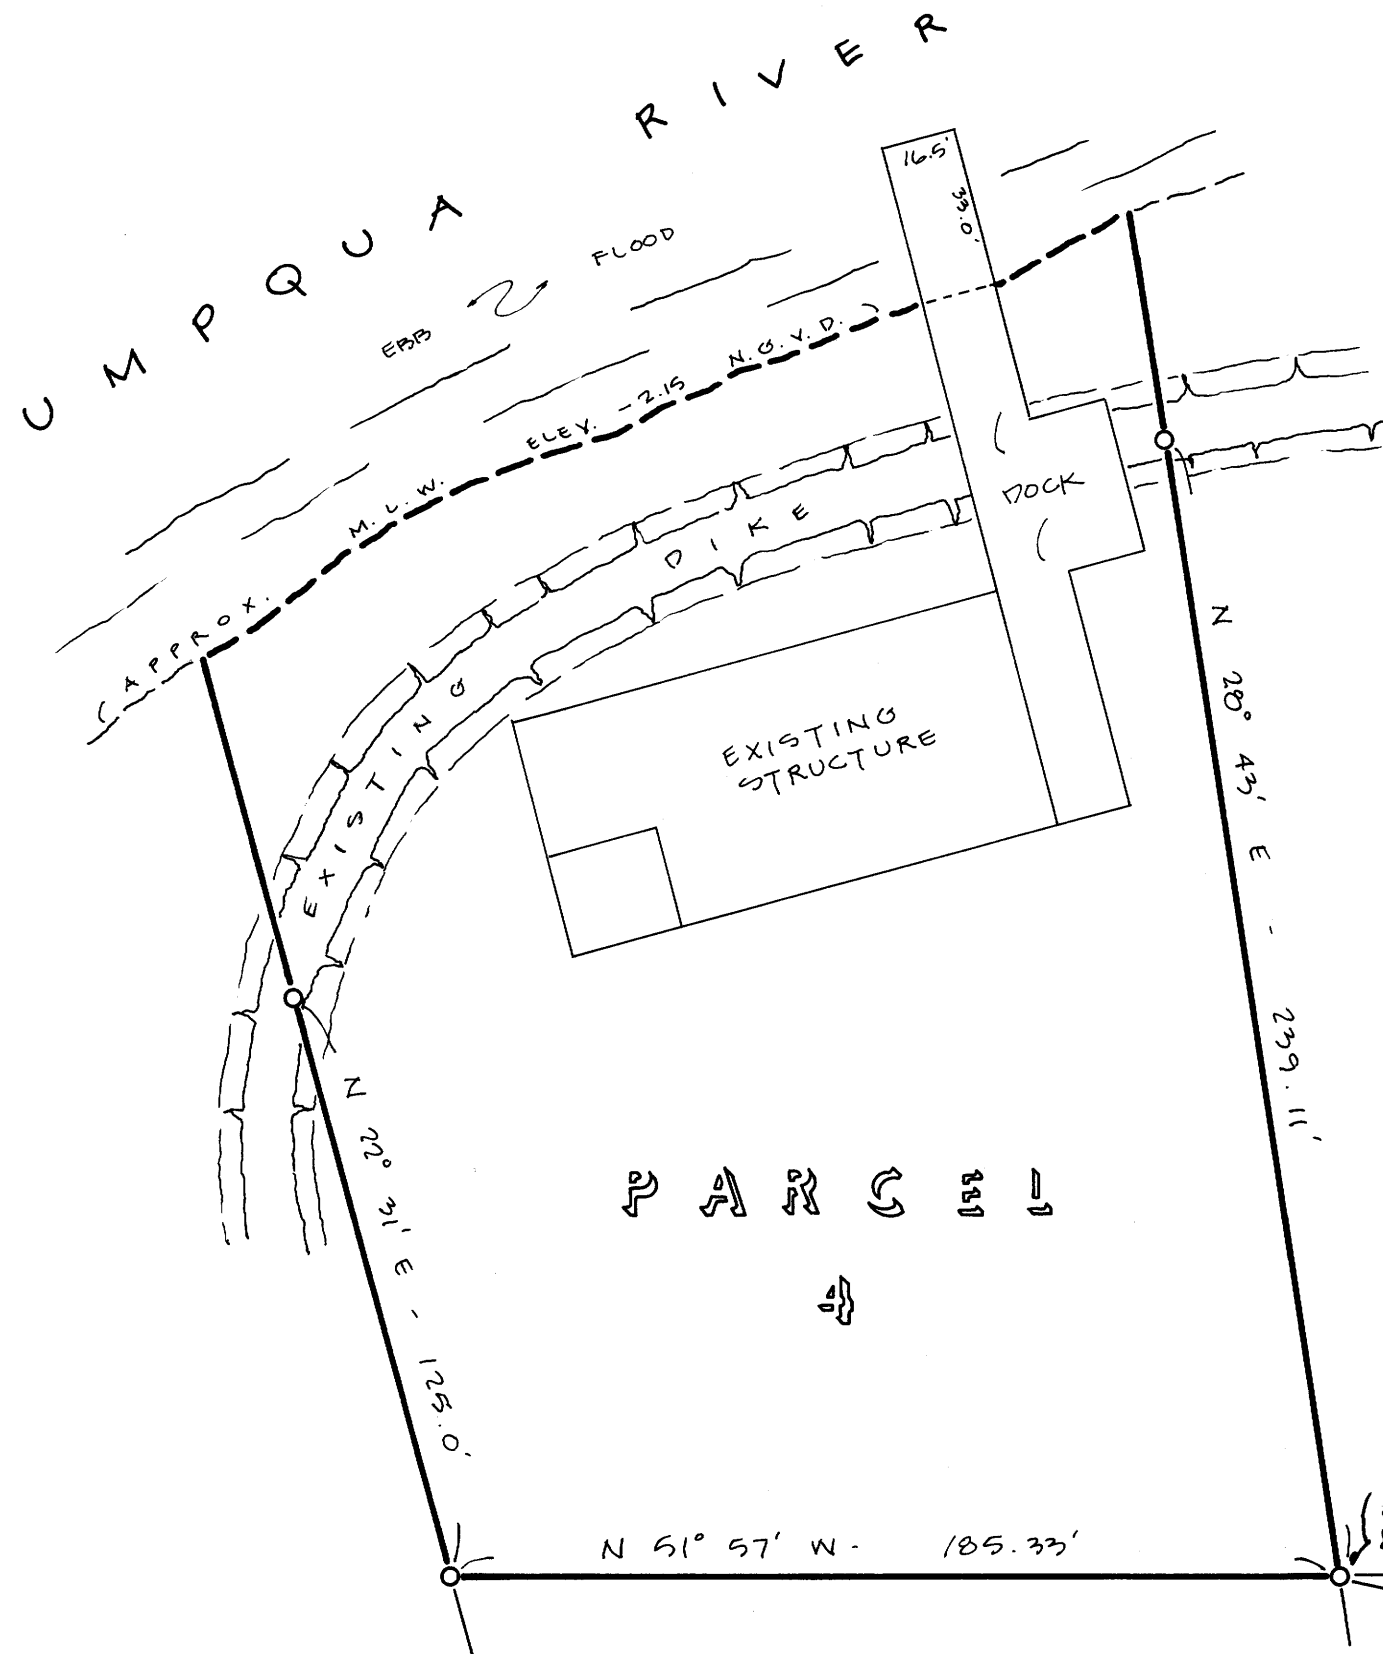 UMPQUA RIVER
16.5'
33.0'
FLOOD
EBB
(APPROX. M.L.W. ELEV. -2.15 N.G.V.D.)
EXISTING DIKE
(DOCK)
EXISTING
STRUCTURE
N 28° 43' E - 239.11'
N 22° 31' E - 125.0'
PARCEL
4
N 51° 57' W. 185.33'